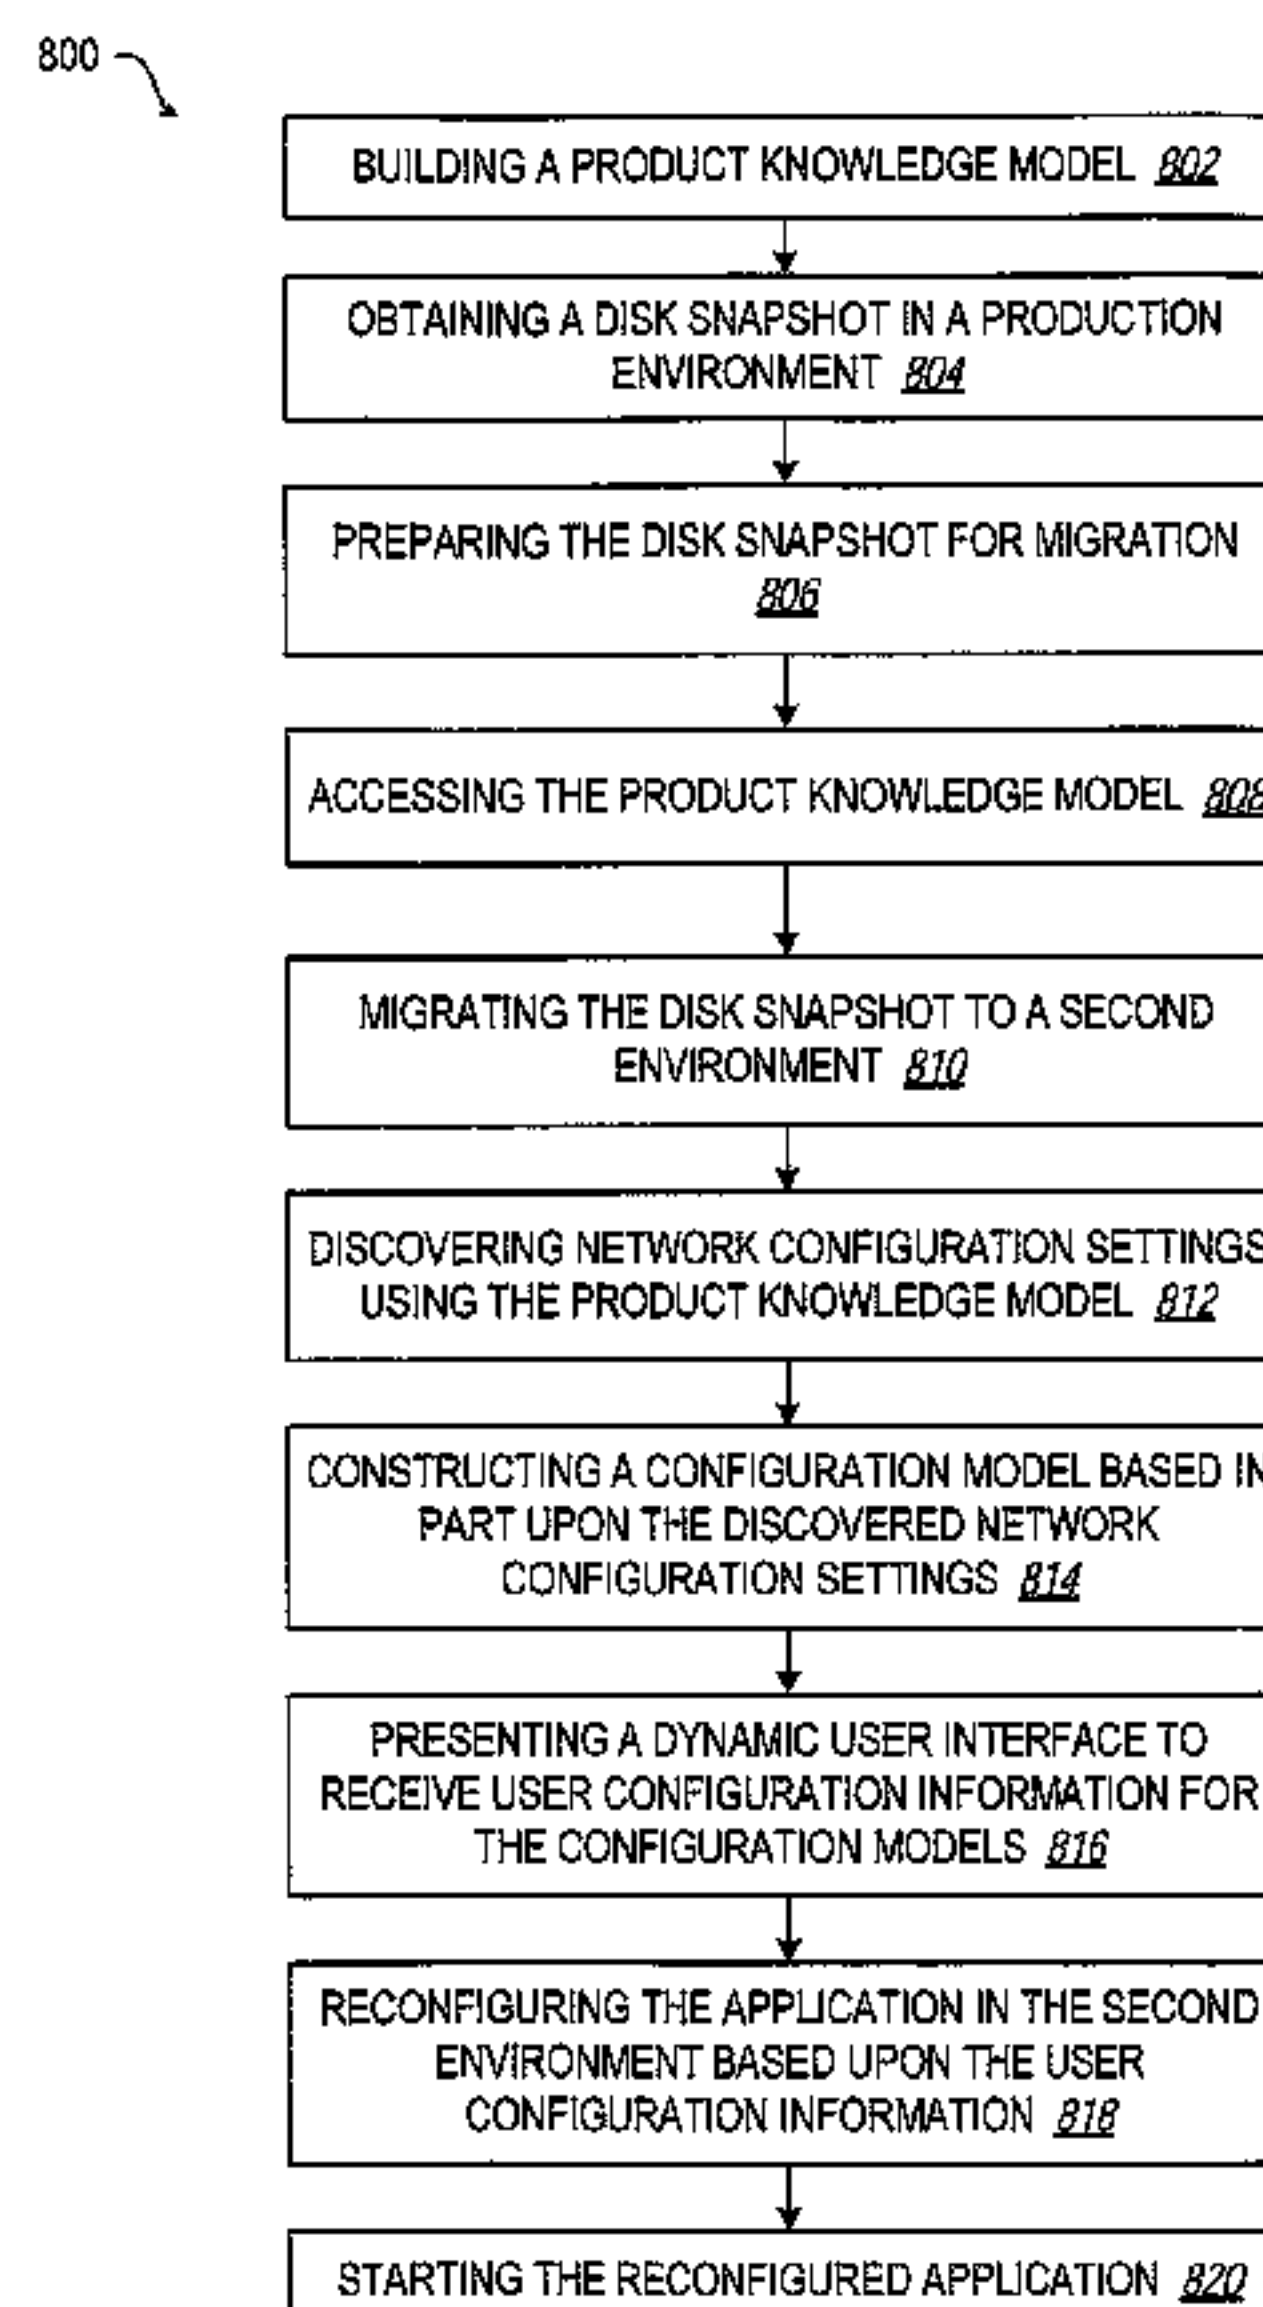 800
BUILDING A PRODUCT KNOWLEDGE MODEL 802
OBTAINING A DISK SNAPSHOT IN A PRODUCTION
ENVIRONMENT 804
PREPARING THE DISK SNAPSHOT FOR MIGRATION
806
ACCESSING THE PRODUCT KNOWLEDGE MODEL 808
MIGRATING THE DISK SNAPSHOT TO A SECOND
ENVIRONMENT 810
DISCOVERING NETWORK CONFIGURATION SETTINGS
USING THE PRODUCT KNOWLEDGE MODEL 812
CONSTRUCTING A CONFIGURATION MODEL BASED IN
PART UPON THE DISCOVERED NETWORK
CONFIGURATION SETTINGS 814
PRESENTING A DYNAMIC USER INTERFACE TO
RECEIVE USER CONFIGURATION INFORMATION FOR
THE CONFIGURATION MODELS 816
RECONFIGURING THE APPLICATION IN THE SECOND
ENVIRONMENT BASED UPON THE USER
CONFIGURATION INFORMATION 818
STARTING THE RECONFIGURED APPLICATION 820